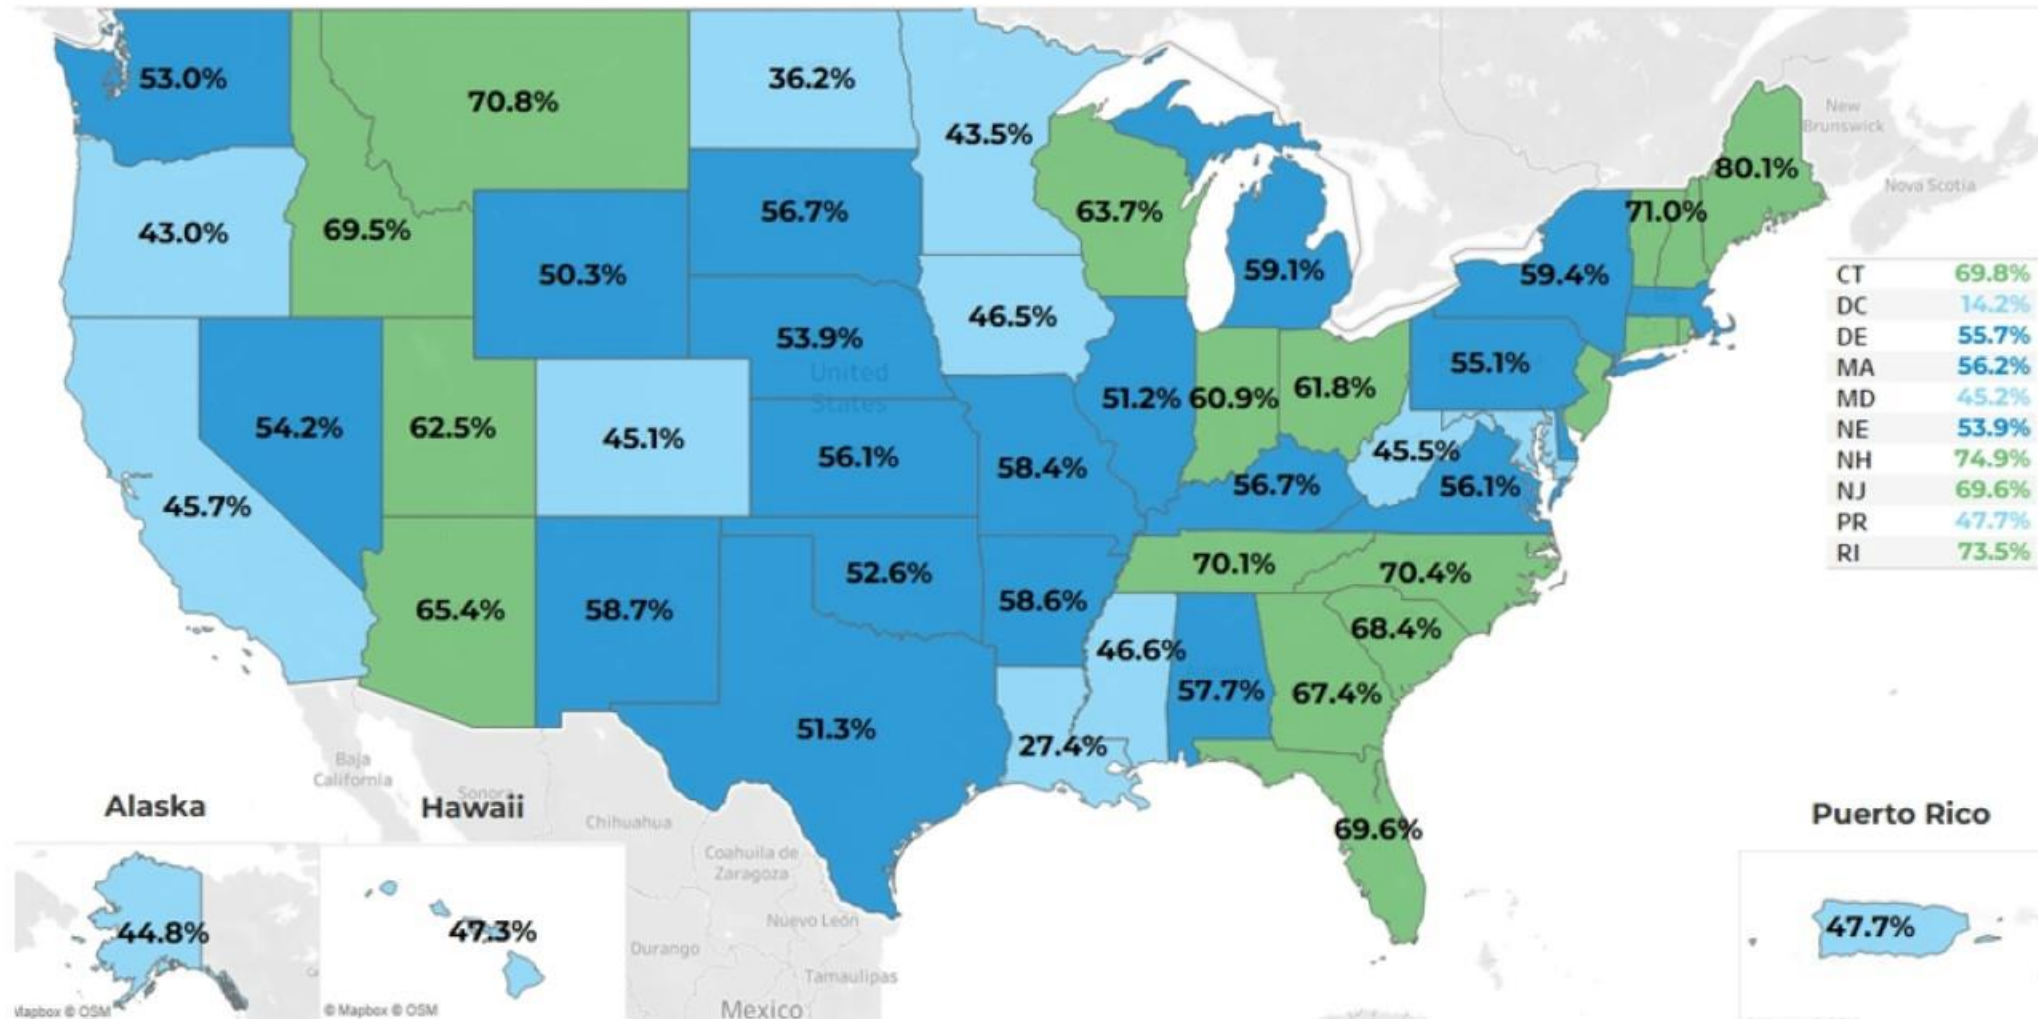 53.0%
70.8%
36.2%
43.5%
80.1%
New
Brunswick
Nova Scotia
43.0%
69.5%
50.3%
56.7%
63.7%
59.1%
71.0%
59.4%
53.9%
46.5%
United
States
54.2%
62.5%
45.1%
56.1%
58.4%
51.2%
60.9%
61.8%
55.1%
45.7%
56.7%
45.5%
56.1%
65.4%
58.7%
52.6%
58.6%
70.1%
70.4%
68.4%
46.6%
57.7%
67.4%
51.3%
27.4%
69.6%
CT 69.8%
DC 14.2%
DE 55.7%
MA 56.2%
MD 45.2%
NE 53.9%
NH 74.9%
NJ 69.6%
PR 47.7%
RI 73.5%
Baja
California
Sonora
Chihuahua
Coahuila de
Zaragoza
Nuevo León
Durango
Tamaulipas
Mexico
Alaska
44.8%
Mapbox © OSM
Hawaii
47.3%
© Mapbox © OSM
Puerto Rico
47.7%